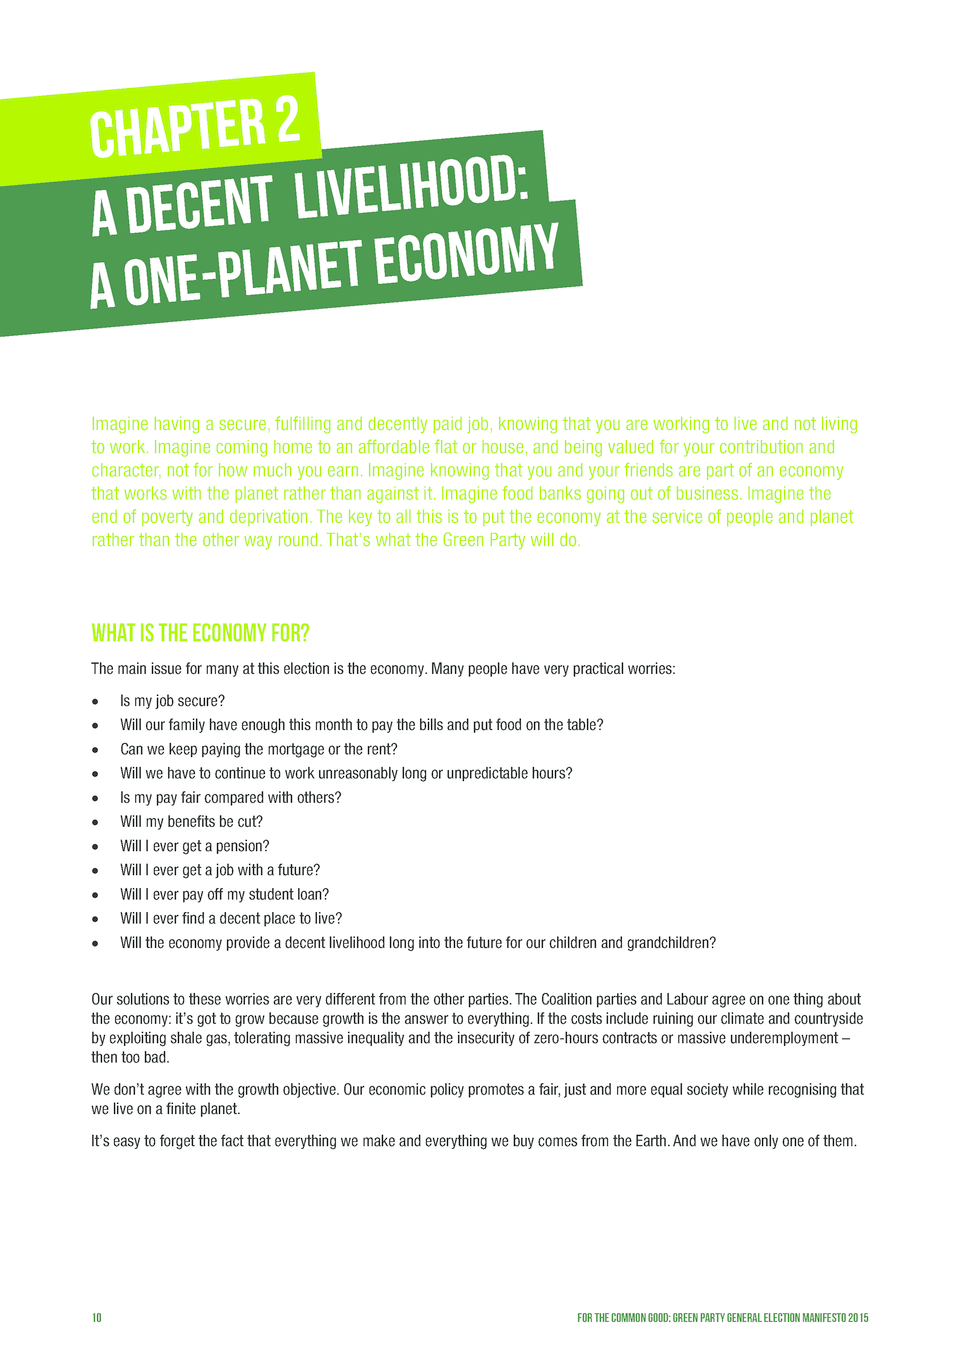 CHAPTER 2
A DECENT LIVELIHOOD:
A ONE-PLANET ECONOMY
Imagine having a secure, fulfilling and decently paid job, knowing that you are working to live and not living
to work. Imagine coming home to an affordable flat or house, and being valued for your contribution and
character, not for how much you earn. Imagine knowing that you and your friends are part of an economy
that works with the planet rather than against it. Imagine food banks going out of business. Imagine the
end of poverty and deprivation. The key to all this is to put the economy at the service of people and planet
rather than the other way round. That's what the Green Party will do.
WHAT IS THE ECONOMY FOR?
The main issue for many at this election is the economy. Many people have very practical worries:
• Is my job secure?
• Will our family have enough this month to pay the bills and put food on the table?
• Can we keep paying the mortgage or the rent?
• Will we have to continue to work unreasonably long or unpredictable hours?
• Is my pay fair compared with others?
• Will my benefits be cut?
• Will I ever get a pension?
• Will I ever get a job with a future?
• Will I ever pay off my student loan?
• Will I ever find a decent place to live?
• Will the economy provide a decent livelihood long into the future for our children and grandchildren?
Our solutions to these worries are very different from the other parties. The Coalition parties and Labour agree on one thing about
the economy: it's got to grow because growth is the answer to everything. If the costs include ruining our climate and countryside
by exploiting shale gas, tolerating massive inequality and the insecurity of zero-hours contracts or massive underemployment –
then too bad.
We don't agree with the growth objective. Our economic policy promotes a fair, just and more equal society while recognising that
we live on a finite planet.
It's easy to forget the fact that everything we make and everything we buy comes from the Earth. And we have only one of them.
10
FOR THE COMMON GOOD: GREEN PARTY GENERAL ELECTION MANIFESTO 2015